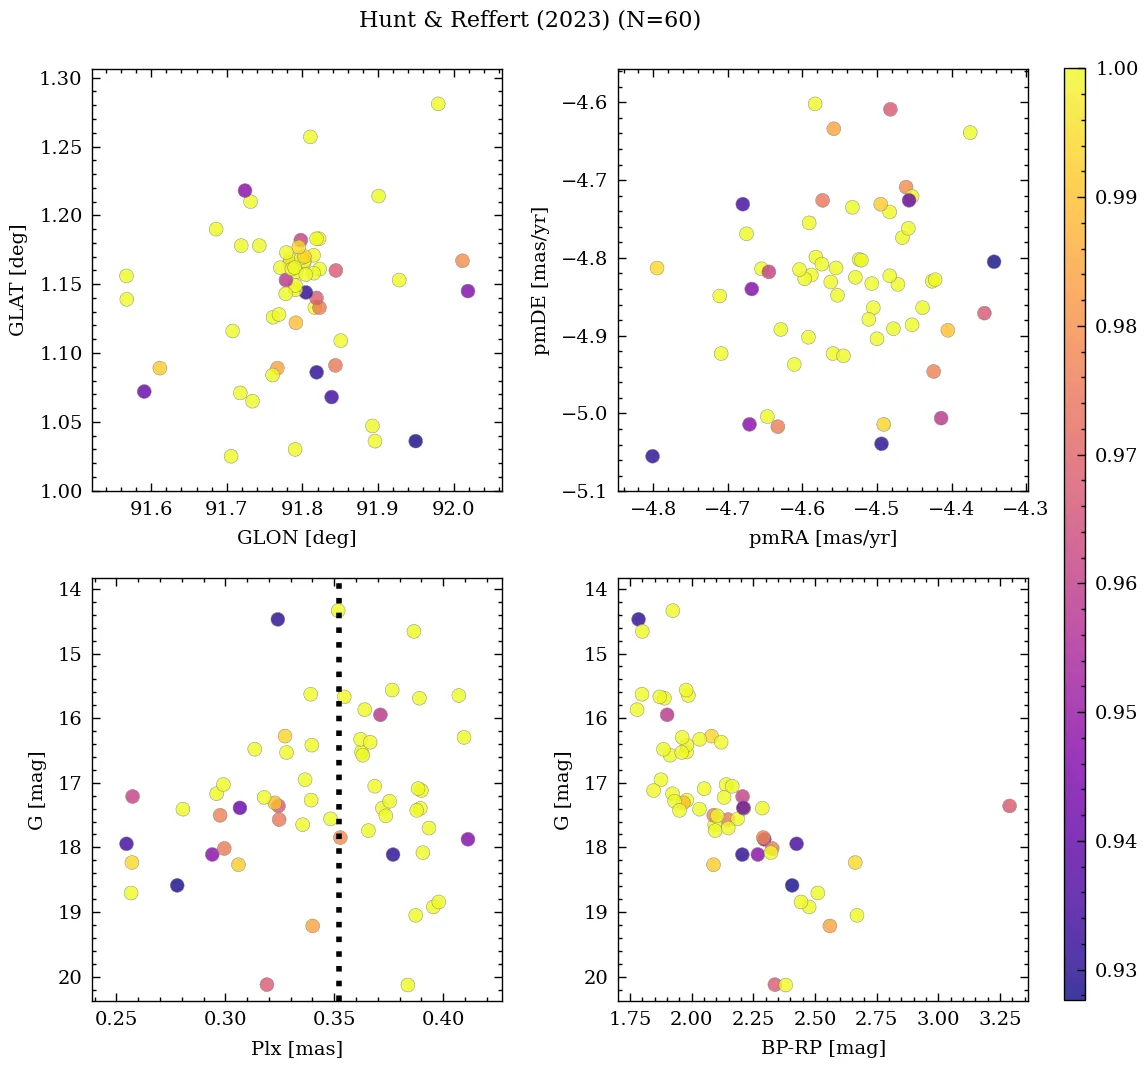 Hunt & Reffert (2023) (N=60)
1.30
1.25
1.20
1.15
1.10
1.05
1.00
GLAT [deg]
91.6 91.7 91.8 91.9 92.0
GLON [deg]
−4.6
−4.7
−4.8
−4.9
−5.0
−5.1
pmDE [mas/yr]
−4.8 −4.7 −4.6 −4.5 −4.4 −4.3
pmRA [mas/yr]
14
15
16
17
18
19
20
G [mag]
0.25 0.30 0.35 0.40
Plx [mas]
14
15
16
17
18
19
20
G [mag]
1.75 2.00 2.25 2.50 2.75 3.00 3.25
BP-RP [mag]
1.00
0.99
0.98
0.97
0.96
0.95
0.94
0.93